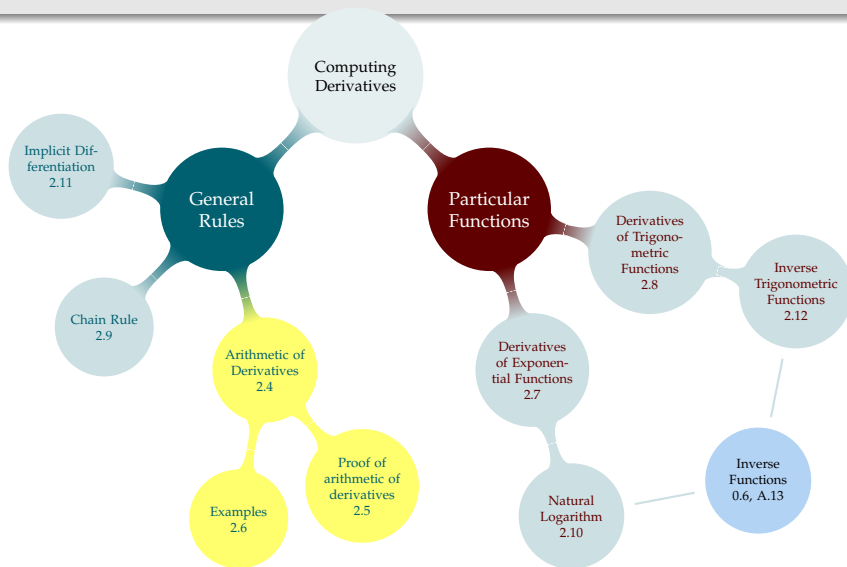 Computing
Derivatives
Implicit Dif-
ferentiation
2.11
General
Rules
Particular
Functions
Derivatives
of Trigono-
metric
Functions
2.8
Inverse
Trigonometric
Functions
2.12
Chain Rule
2.9
Arithmetic of
Derivatives
2.4
Derivatives
of Exponen-
tial Functions
2.7
Proof of
arithmetic of
derivatives
2.5
Examples
2.6
Natural
Logarithm
2.10
Inverse
Functions
0.6, A.13